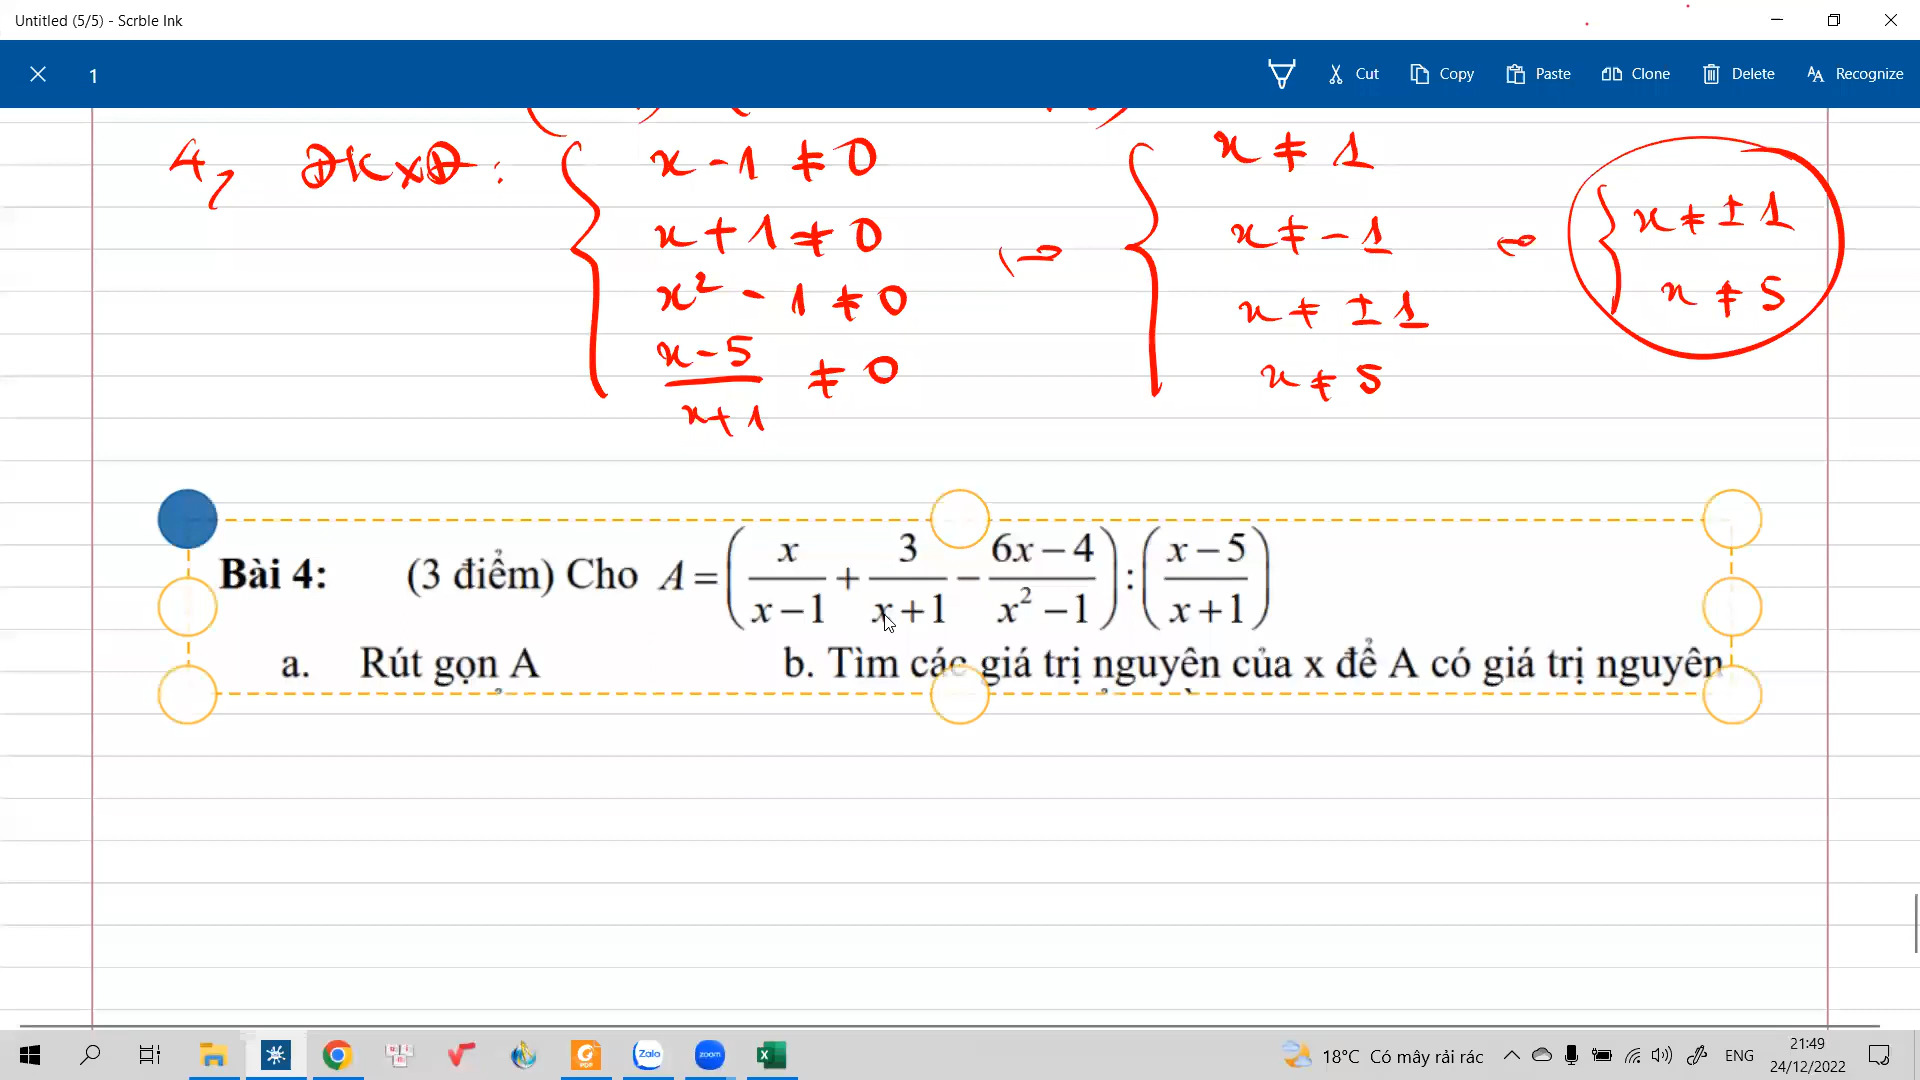 Untitled (5/5) - Scrble Ink
1 Cut Copy Paste Clone Delete Recognize
4, ĐKXĐ: x - 1 ≠ 0 x ≠ 1
x + 1 ≠ 0 ⇔ x ≠ - 1 ⇔ x ≠ ± 1
x² - 1 ≠ 0 x ≠ ± 1 x ≠ 5
(x - 5)/(x + 1) ≠ 0 x ≠ 5
Bài 4: (3 điểm) Cho A = (x/(x-1) + 3/(x+1) - (6x-4)/(x²-1)) : ((x-5)/(x+1))
a. Rút gọn A b. Tìm các giá trị nguyên của x để A có giá trị nguyên
Zalo zoom 18°C Có mây rải rác ENG 21:49
24/12/2022